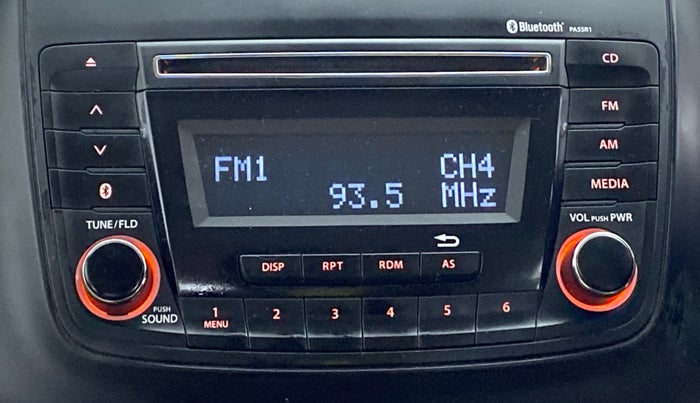 Bluetooth PA5SR1
CD
FM
AM
MEDIA
FM1 CH4
93.5 MHz
TUNE/FLD
VOL PUSH PWR
DISP RPT RDM AS
PUSH
SOUND
1 2 3 4 5 6
MENU